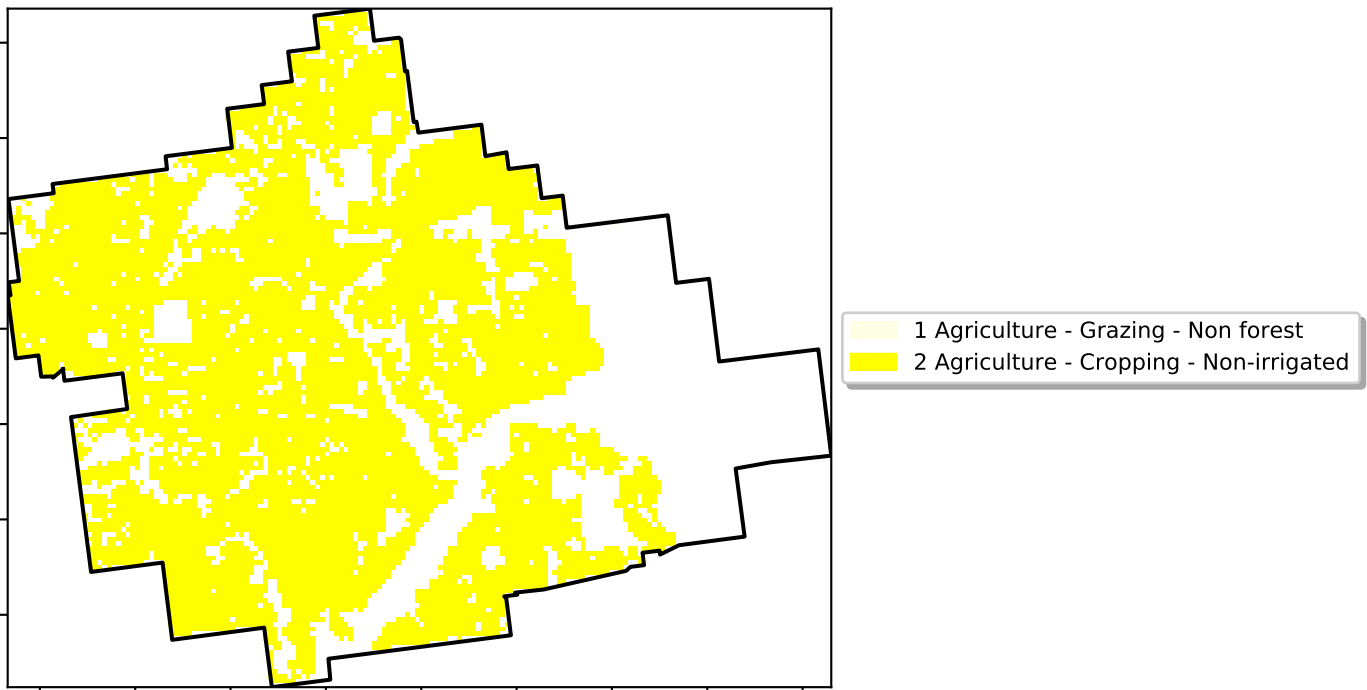 1 Agriculture - Grazing - Non forest
2 Agriculture - Cropping - Non-irrigated